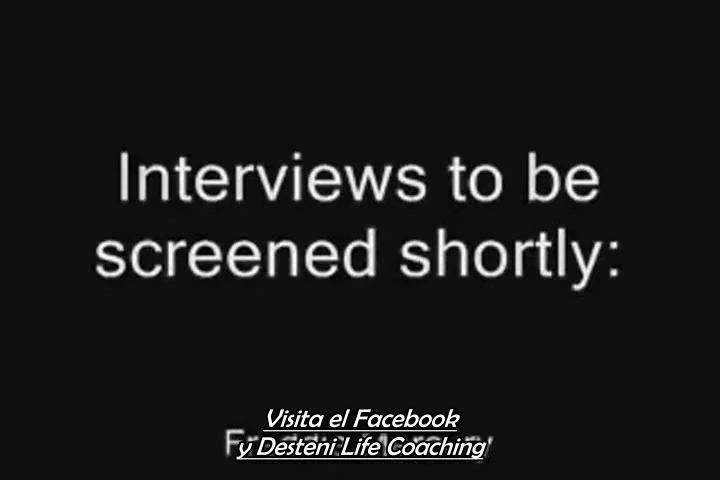 Interviews to be
screened shortly:
Visita el Facebook
y Desteni Life Coaching